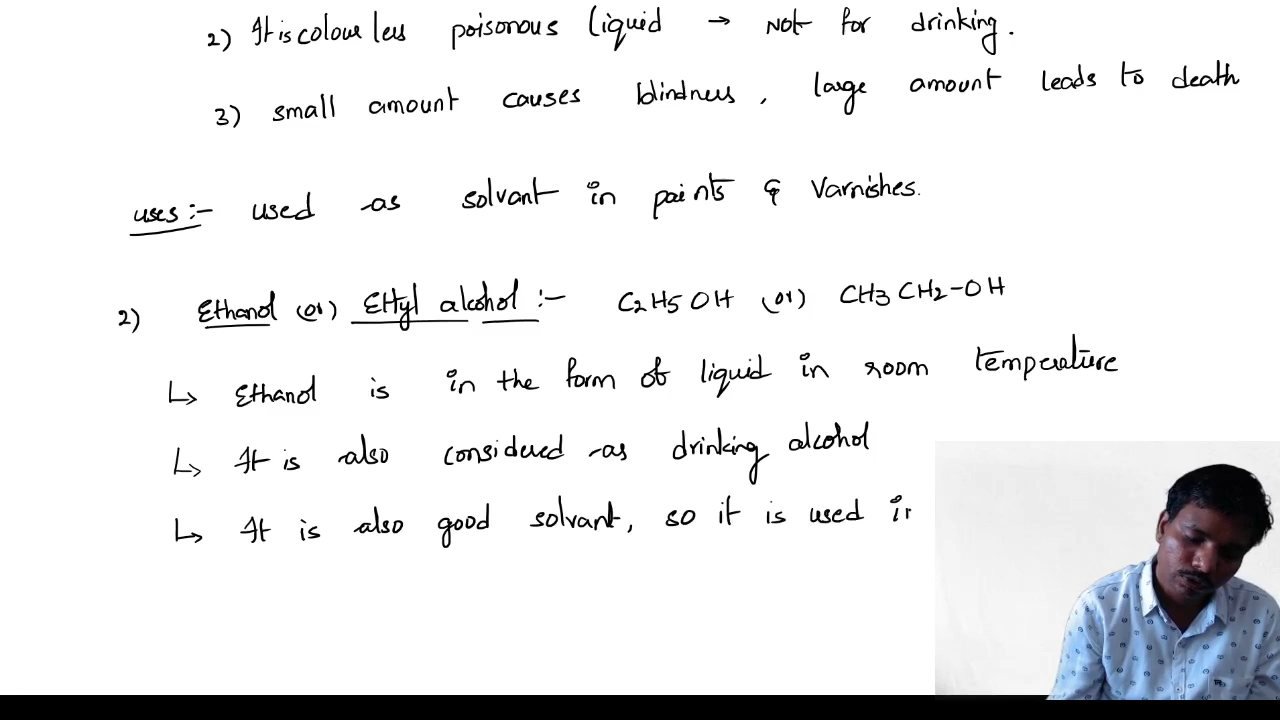 2) It is colour less poisonous liquid → Not for drinking.
3) small amount causes blindness, large amount leads to death
uses :- used as solvant in paints & Varnishes.
2) Ethanol (or) Ethyl alcohol :- C2H5OH (or) CH3CH2-OH
↳ Ethanol is in the form of liquid in room temperature
↳ It is also considered as drinking alcohol
↳ It is also good solvant, so it is used in